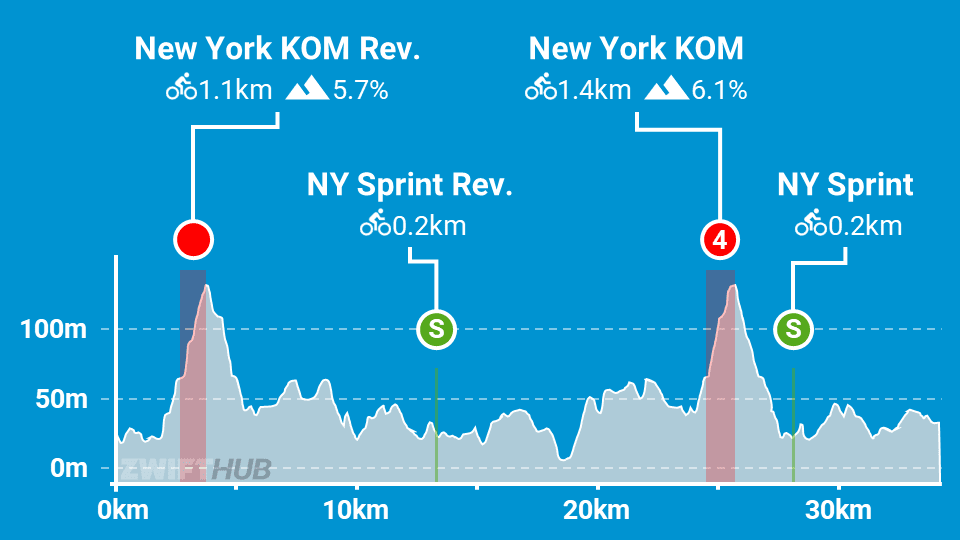 New York KOM Rev.
1.1km 5.7%
New York KOM
1.4km 6.1%
NY Sprint Rev.
0.2km
NY Sprint
0.2km
4
S
S
100m
50m
0m
ZWIFTHUB
0km
10km
20km
30km